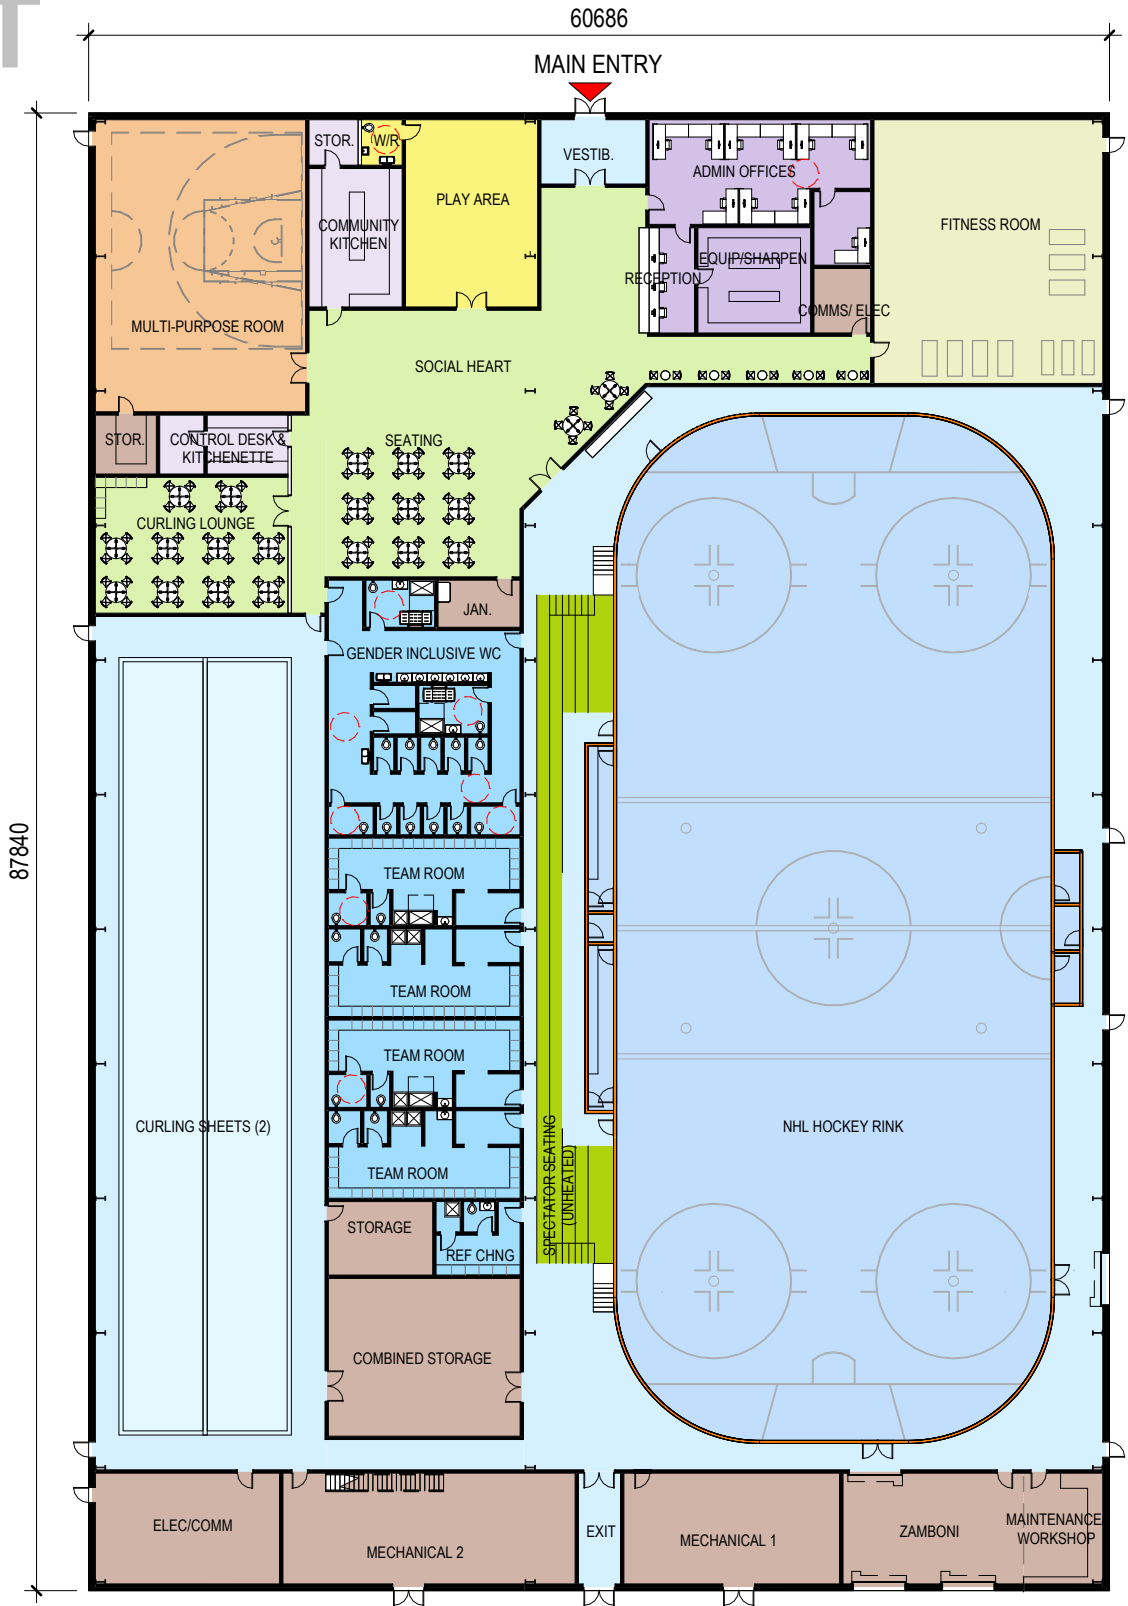 T
60686
MAIN ENTRY
STOR.
W/R
VESTIB.
ADMIN OFFICES
PLAY AREA
COMMUNITY
KITCHEN
FITNESS ROOM
EQUIP/SHARPEN
RECEPTION
COMMS/ ELEC
MULTI-PURPOSE ROOM
SOCIAL HEART
STOR.
CONTROL DESK &
KITCHENETTE
SEATING
CURLING LOUNGE
JAN.
GENDER INCLUSIVE WC
87840
TEAM ROOM
TEAM ROOM
TEAM ROOM
CURLING SHEETS (2)
NHL HOCKEY RINK
SPECTATOR SEATING
(UNHEATED)
TEAM ROOM
STORAGE
REF CHNG
COMBINED STORAGE
ELEC/COMM
MECHANICAL 2
EXIT
MECHANICAL 1
ZAMBONI
MAINTENANCE
WORKSHOP